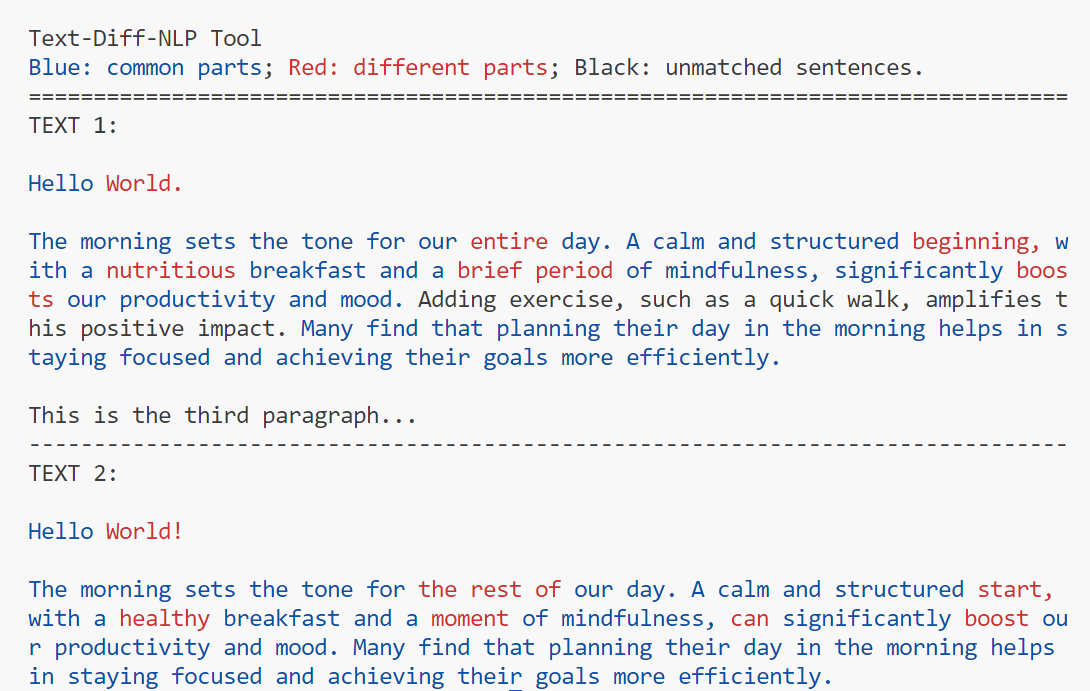 Text-Diff-NLP Tool
Blue: common parts; Red: different parts; Black: unmatched sentences.
================================================================================
TEXT 1:
Hello World.
The morning sets the tone for our entire day. A calm and structured beginning, w
ith a nutritious breakfast and a brief period of mindfulness, significantly boos
ts our productivity and mood. Adding exercise, such as a quick walk, amplifies t
his positive impact. Many find that planning their day in the morning helps in s
taying focused and achieving their goals more efficiently.
This is the third paragraph...
--------------------------------------------------------------------------------
TEXT 2:
Hello World!
The morning sets the tone for the rest of our day. A calm and structured start,
with a healthy breakfast and a moment of mindfulness, can significantly boost ou
r productivity and mood. Many find that planning their day in the morning helps
in staying focused and achieving their goals more efficiently.